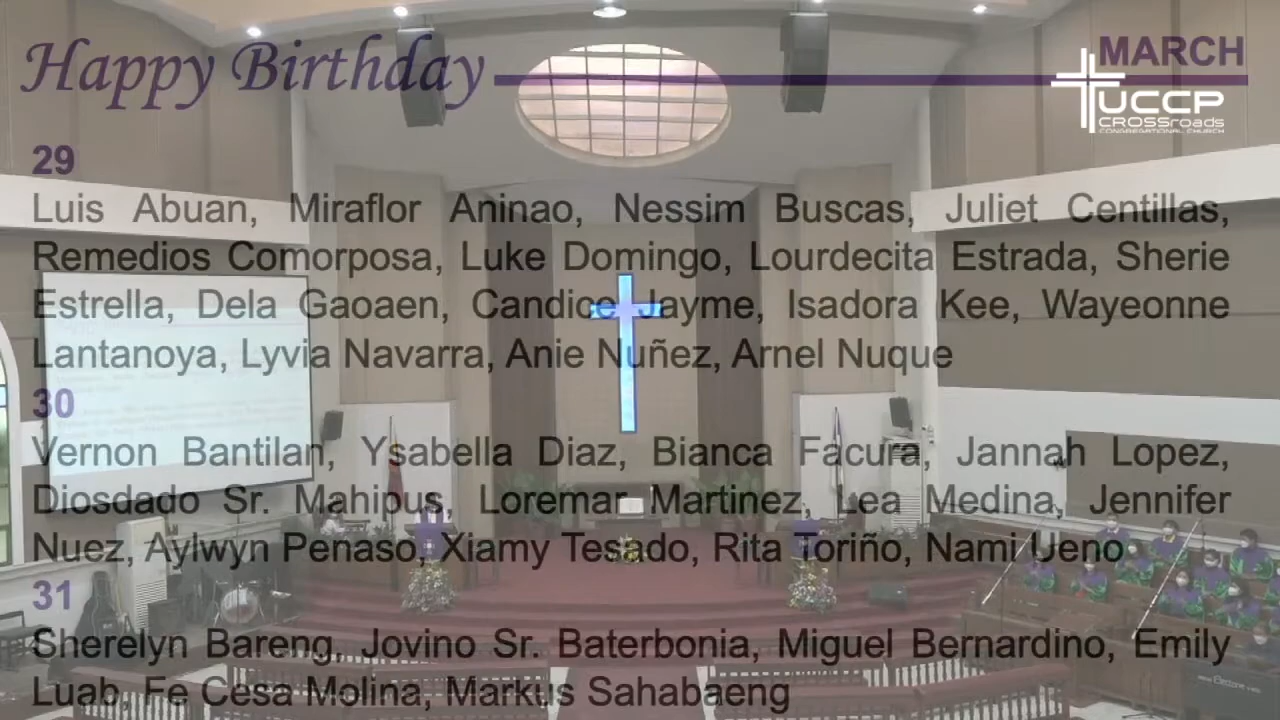 Happy Birthday
MARCH
UCCP
CROSSroads
CONGREGATIONAL CHURCH
29
Luis Abuan, Miraflor Aninao, Nessim Buscas, Juliet Centillas,
Remedios Comorposa, Luke Domingo, Lourdecita Estrada, Sherie
Estrella, Dela Gaoaen, Candice Jayme, Isadora Kee, Wayeonne
Lantanoya, Lyvia Navarra, Anie Nuñez, Arnel Nuque
30
Vernon Bantilan, Ysabella Diaz, Bianca Facura, Jannah Lopez,
Diosdado Sr. Mahipus, Loremar Martinez, Lea Medina, Jennifer
Nuez, Aylwyn Penaso, Xiamy Tesado, Rita Toriño, Nami Ueno
31
Sherelyn Bareng, Jovino Sr. Baterbonia, Miguel Bernardino, Emily
Luab, Fe Cesa Molina, Markus Sahabaeng